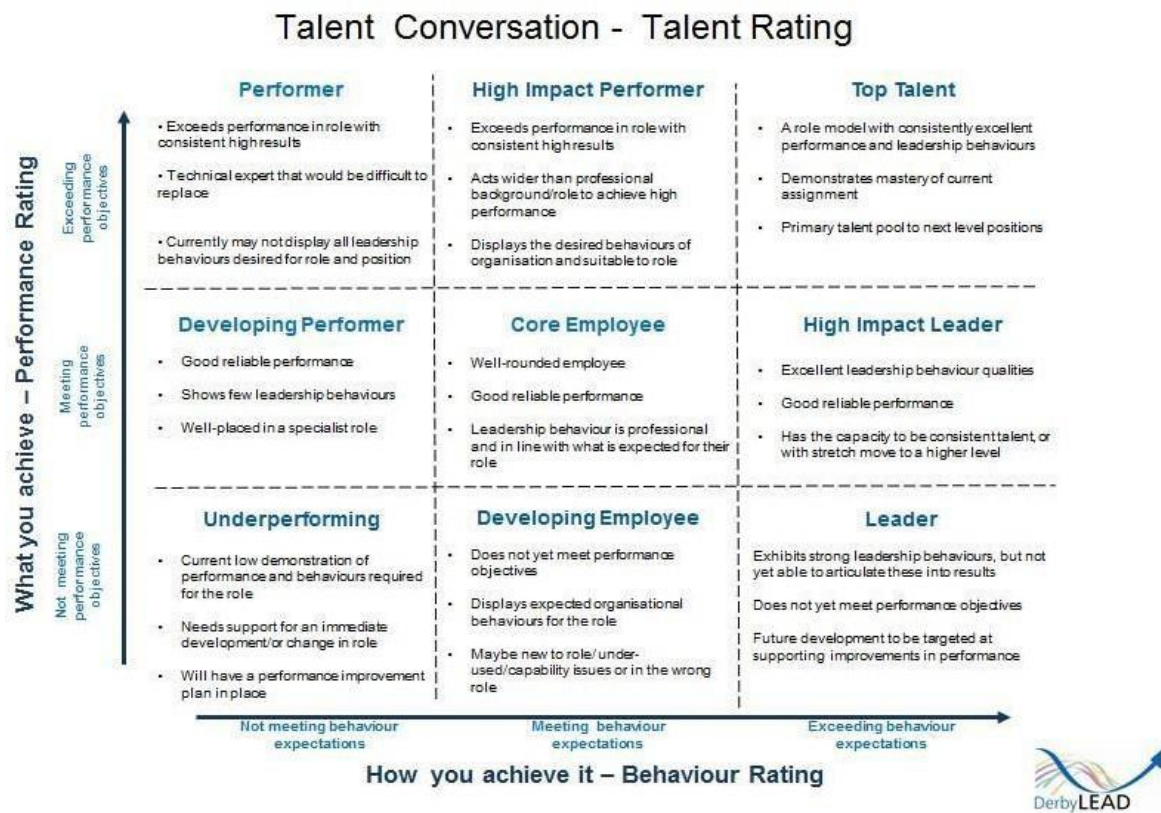 Talent Conversation - Talent Rating
What you achieve – Performance Rating
Exceeding
performance
objectives
Performer
• Exceeds performance in role with
consistent high results
• Technical expert that would be difficult to
replace
• Currently may not display all leadership
behaviours desired for role and position
High Impact Performer
• Exceeds performance in role with
consistent high results
• Acts wider than professional
background/role to achieve high
performance
• Displays the desired behaviours of
organisation and suitable to role
Top Talent
• A role model with consistently excellent
performance and leadership behaviours
• Demonstrates mastery of current
assignment
• Primary talent pool to next level positions
Meeting
performance
objectives
Developing Performer
• Good reliable performance
• Shows few leadership behaviours
• Well-placed in a specialist role
Core Employee
• Well-rounded employee
• Good reliable performance
• Leadership behaviour is professional
and in line with what is expected for their
role
High Impact Leader
• Excellent leadership behaviour qualities
• Good reliable performance
• Has the capacity to be consistent talent, or
with stretch move to a higher level
Not meeting
performance
objectives
Underperforming
• Current low demonstration of
performance and behaviours required
for the role
• Needs support for an immediate
development/or change in role
• Will have a performance improvement
plan in place
Developing Employee
• Does not yet meet performance
objectives
• Displays expected organisational
behaviours for the role
• Maybe new to role/under-
used/capability issues or in the wrong
role
Leader
Exhibits strong leadership behaviours, but not
yet able to articulate these into results
Does not yet meet performance objectives
Future development to be targeted at
supporting improvements in performance
Not meeting behaviour
expectations
Meeting behaviour
expectations
Exceeding behaviour
expectations
How you achieve it – Behaviour Rating
DerbyLEAD